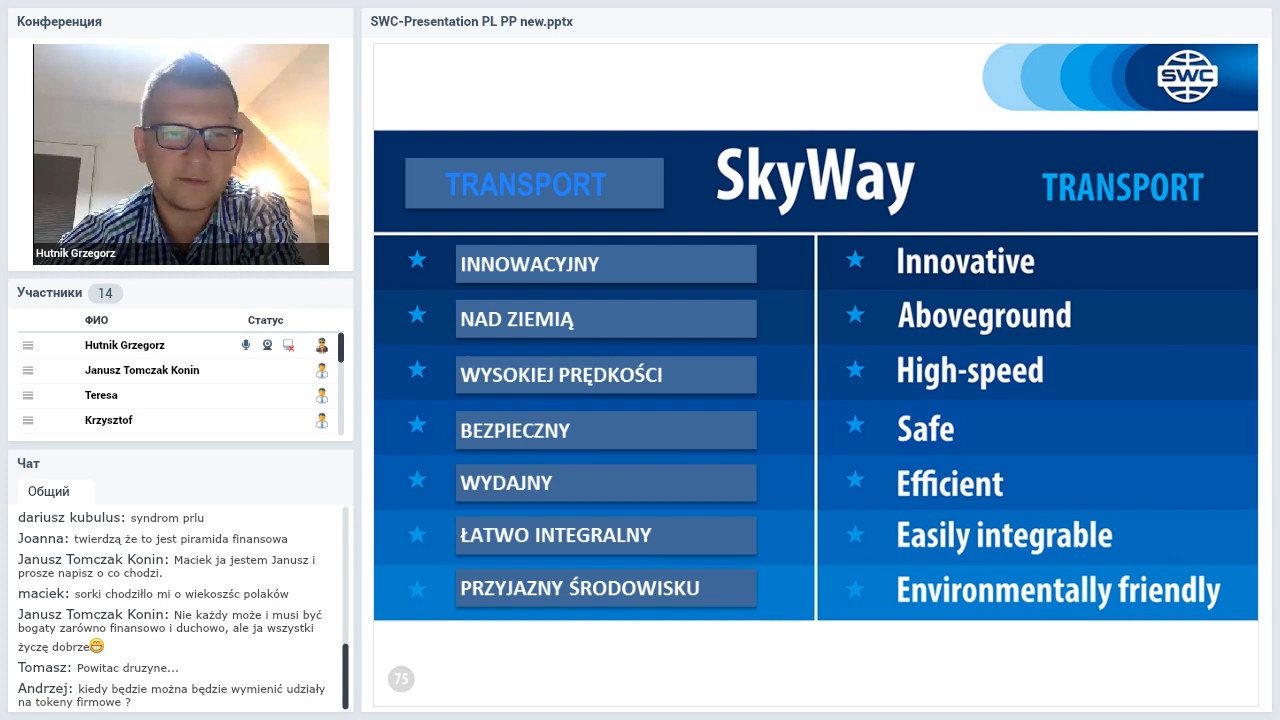 Конференция
Hutnik Grzegorz
Участники 14
ФИО Статус
Hutnik Grzegorz
Janusz Tomczak Konin
Teresa
Krzysztof
Чат
Общий
dariusz kubulus: syndrom prlu
Joanna: twierdzą że to jest piramida finansowa
Janusz Tomczak Konin: Maciek ja jestem Janusz i
prosze napisz o co chodzi.
maciek: sorki chodziłlo mi o wiekoszśc polaków
Janusz Tomczak Konin: Nie każdy może i musi być
bogaty zarówno finansowo i duchowo, ale ja wszystki
życzę dobrze
Tomasz: Powitac druzyne...
Andrzej: kiedy będzie można będzie wymienić udziały
na tokeny firmowe ?
SWC-Presentation PL PP new.pptx
SWC
TRANSPORT SkyWay TRANSPORT
INNOWACYJNY Innovative
NAD ZIEMIĄ Aboveground
WYSOKIEJ PRĘDKOŚCI High-speed
BEZPIECZNY Safe
WYDAJNY Efficient
ŁATWO INTEGRALNY Easily integrable
PRZYJAZNY ŚRODOWISKU Environmentally friendly
75